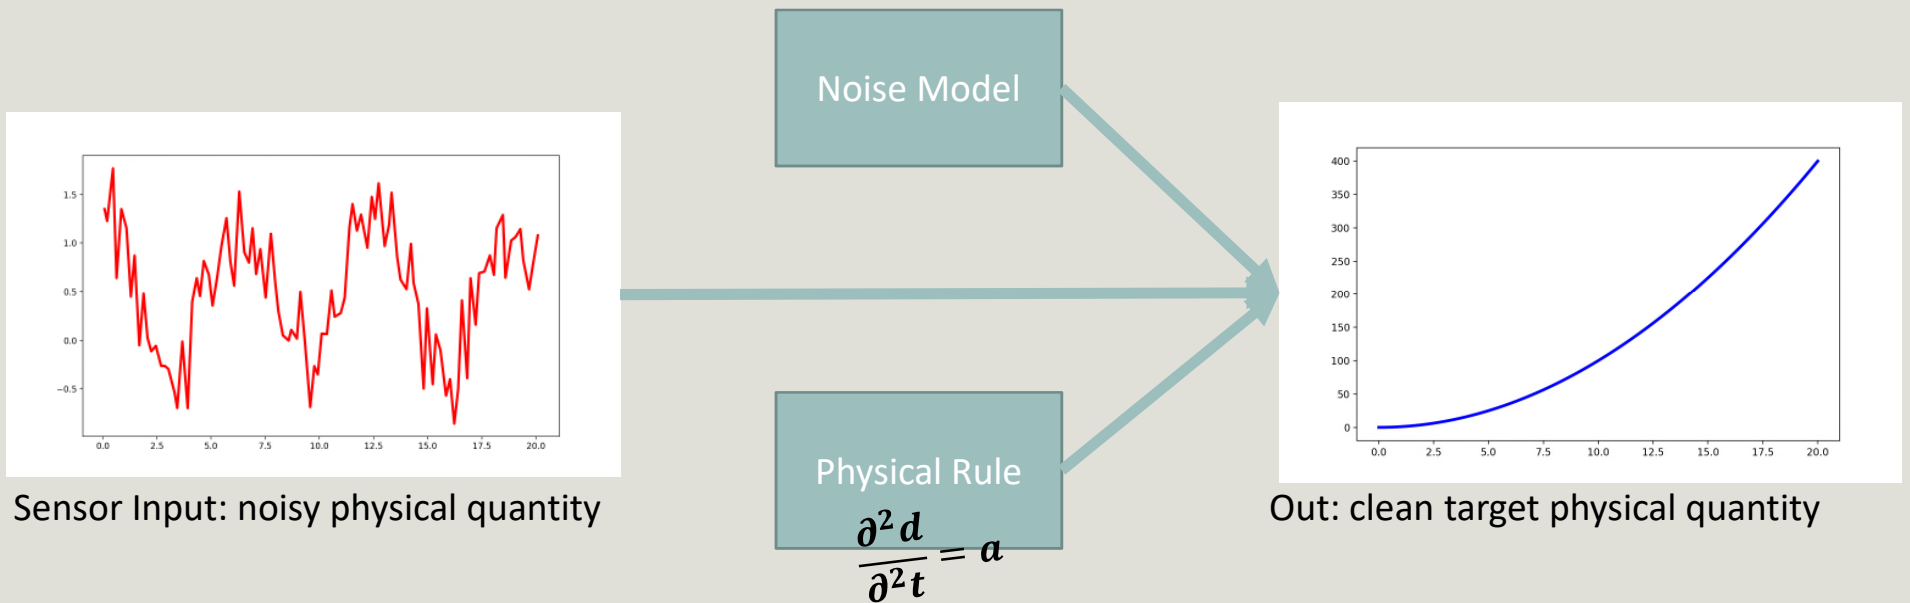 Noise Model
1.5
1.0
0.5
0.0
−0.5
0.0 2.5 5.0 7.5 10.0 12.5 15.0 17.5 20.0
Sensor Input: noisy physical quantity
Physical Rule
∂²d
∂²t
= a
400
350
300
250
200
150
100
50
0
0.0 2.5 5.0 7.5 10.0 12.5 15.0 17.5 20.0
Out: clean target physical quantity